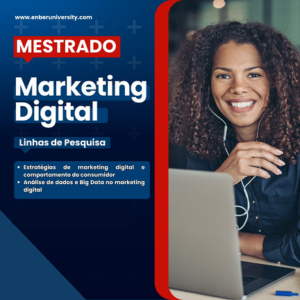 www.enberuniversity.com
MESTRADO
Marketing
Digital
Linhas de Pesquisa
• Estratégias de marketing digital e
comportamento do consumidor
• Análise de dados e Big Data no marketing
digital